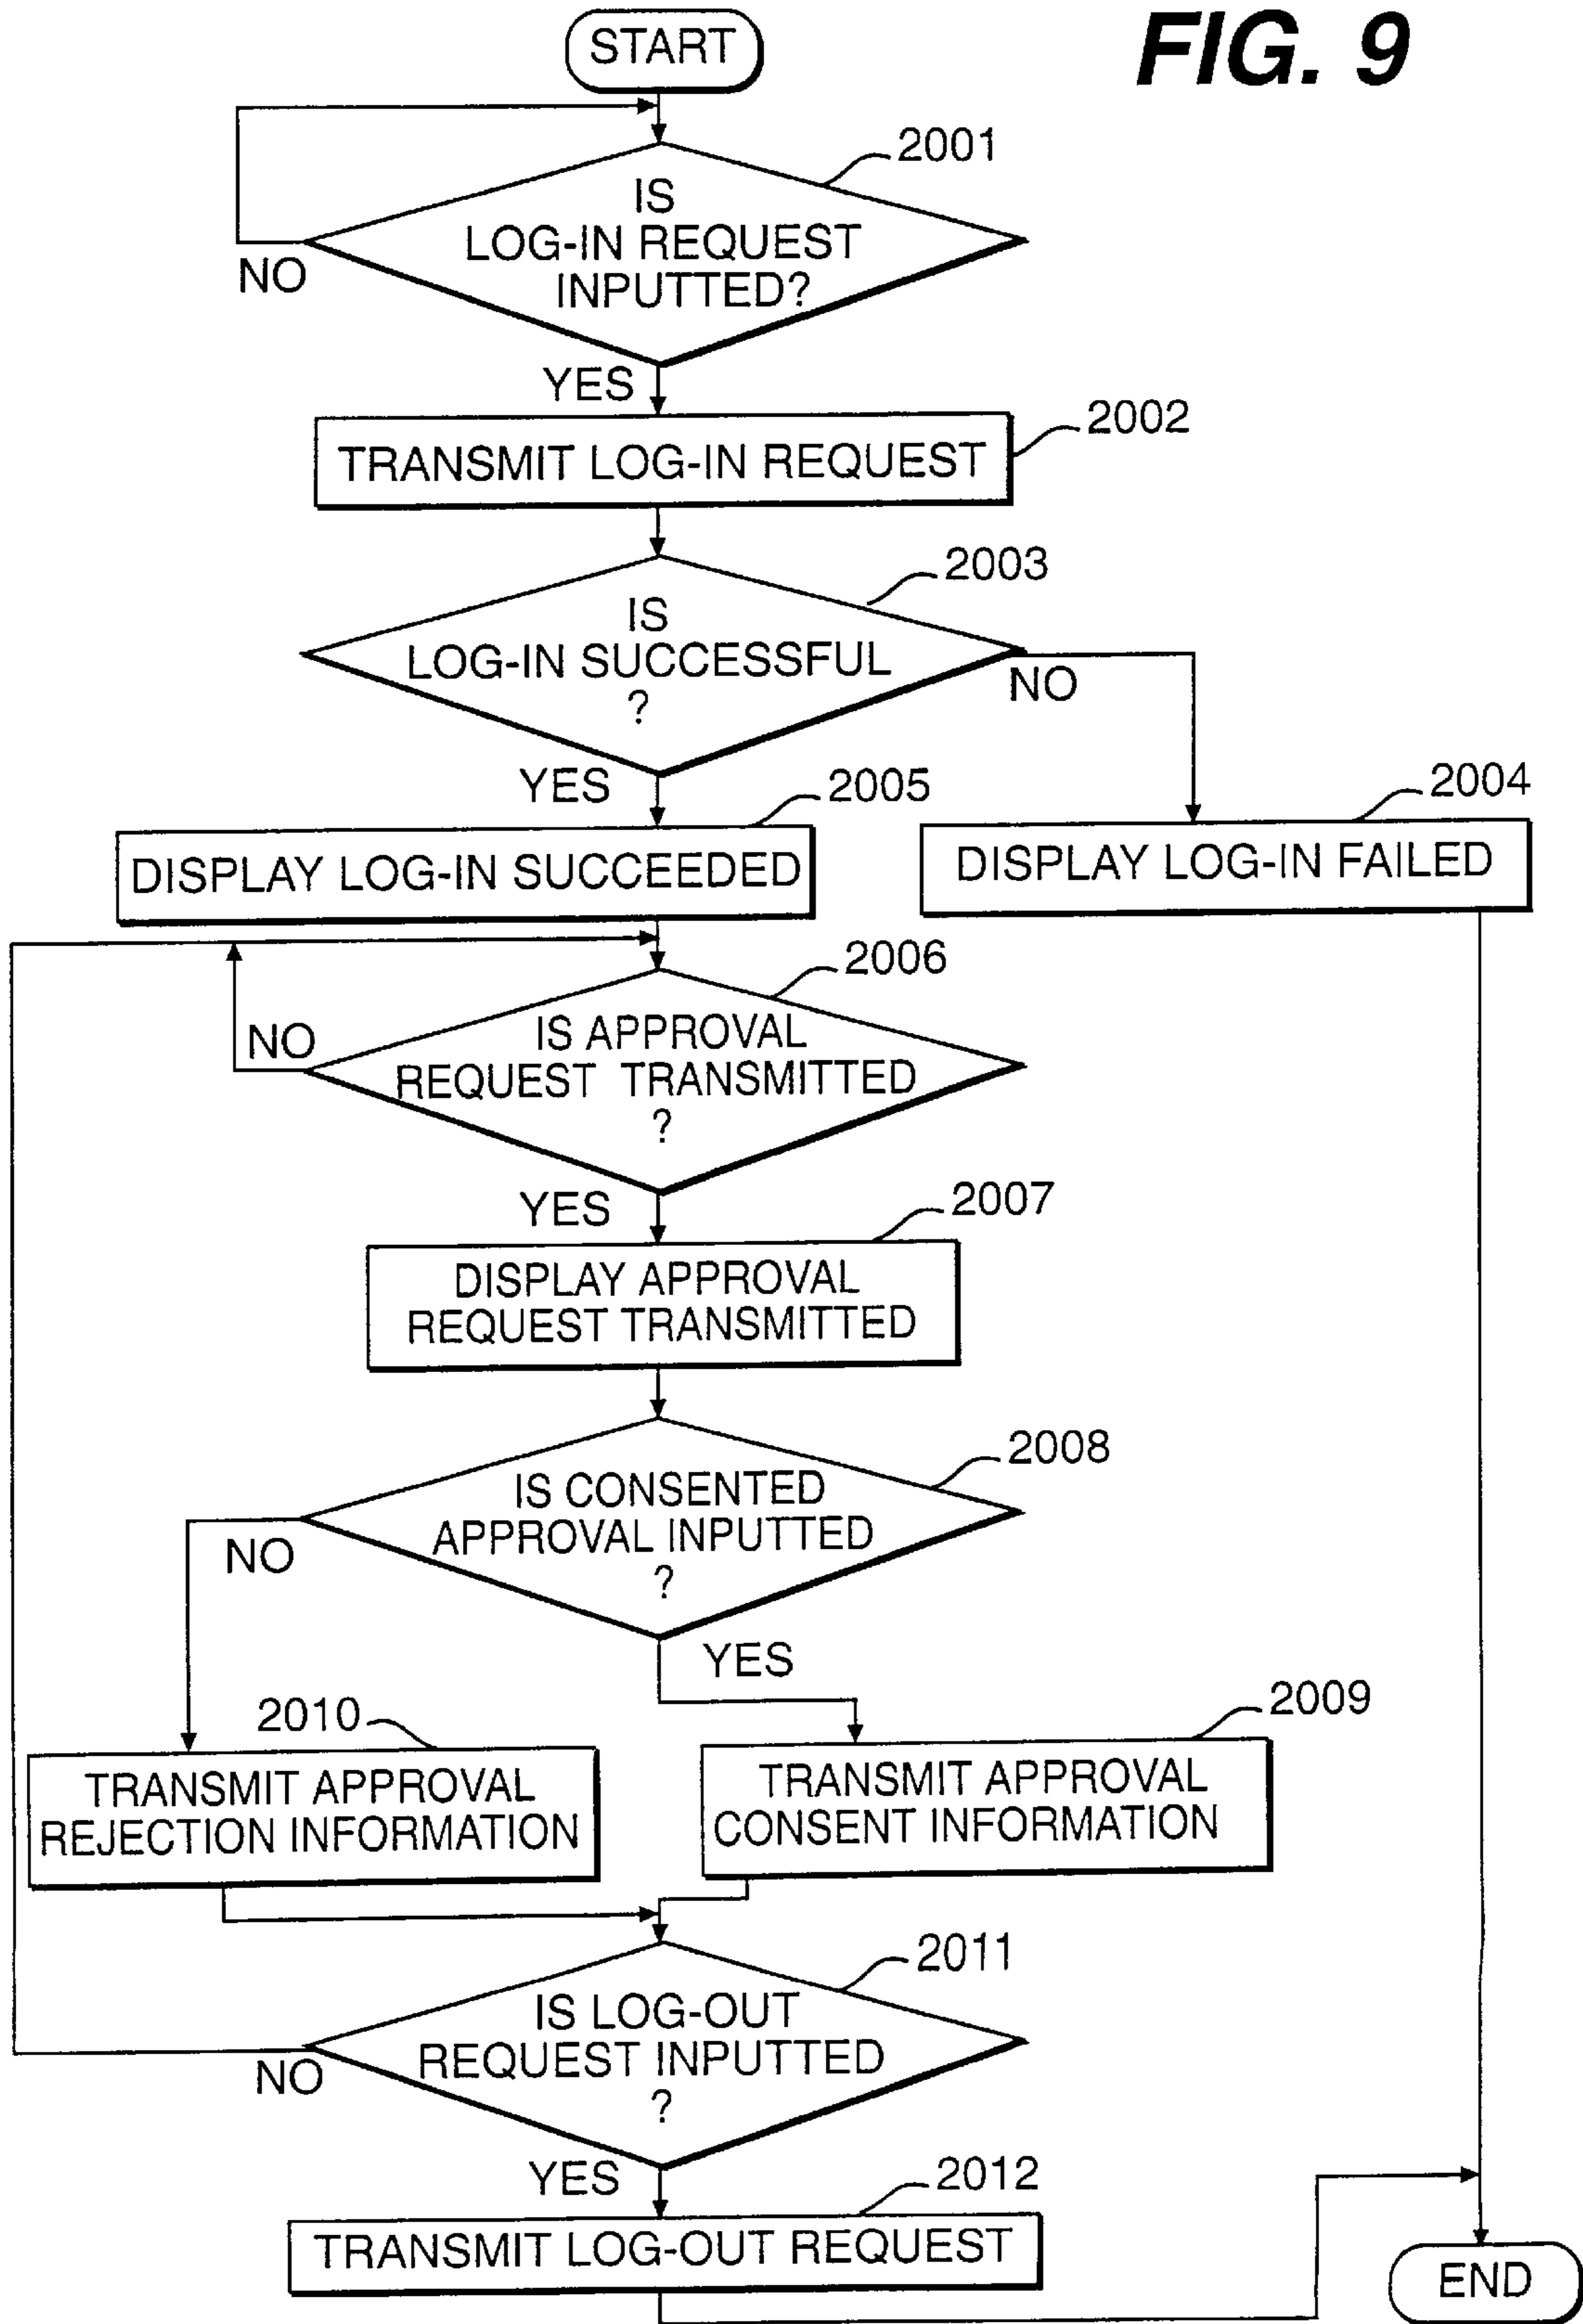 FIG. 9
START
2001
IS
LOG-IN REQUEST
INPUTTED?
NO
YES
2002
TRANSMIT LOG-IN REQUEST
2003
IS
LOG-IN SUCCESSFUL
?
NO
YES
2005
2004
DISPLAY LOG-IN SUCCEEDED
DISPLAY LOG-IN FAILED
2006
NO
IS APPROVAL
REQUEST TRANSMITTED
?
YES
2007
DISPLAY APPROVAL
REQUEST TRANSMITTED
2008
IS CONSENTED
APPROVAL INPUTTED
?
NO
YES
2010
2009
TRANSMIT APPROVAL
REJECTION INFORMATION
TRANSMIT APPROVAL
CONSENT INFORMATION
2011
IS LOG-OUT
REQUEST INPUTTED
?
NO
YES
2012
TRANSMIT LOG-OUT REQUEST
END